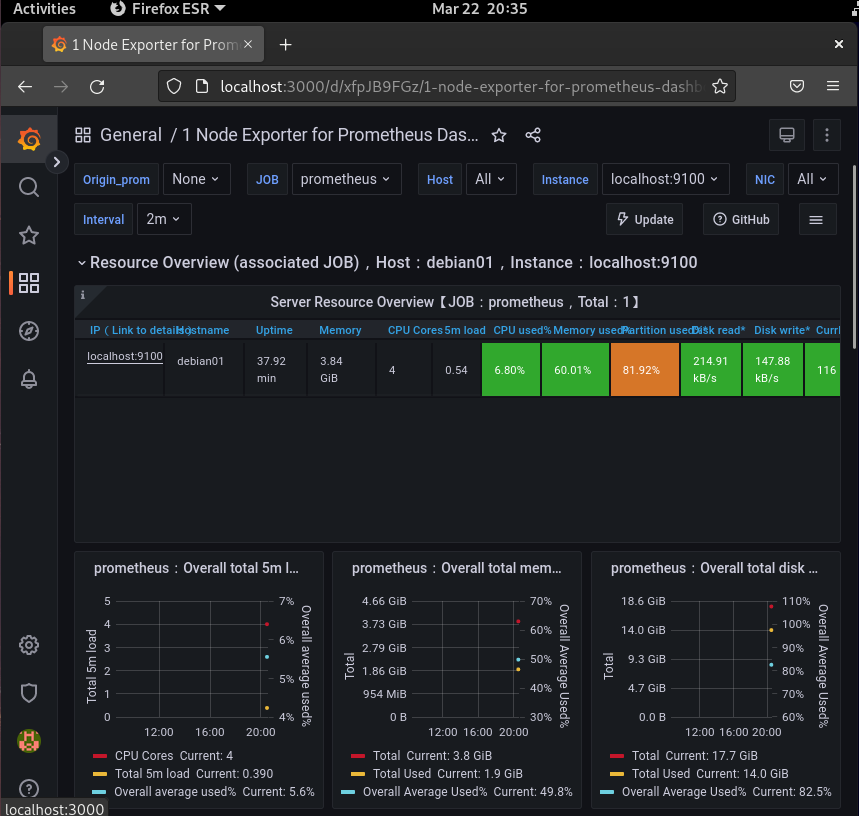 Activities Firefox ESR Mar 22 20:35
1 Node Exporter for Prom
localhost:3000/d/xfpJB9FGz/1-node-exporter-for-prometheus-dashb
General / 1 Node Exporter for Prometheus Das...
Origin_prom None JOB prometheus Host All Instance localhost:9100 NIC All
Interval 2m Update GitHub
Resource Overview (associated JOB) , Host : debian01 , Instance : localhost:9100
Server Resource Overview【JOB : prometheus , Total : 1】
IP ( Link to details ) Hostname Uptime Memory CPU Cores 5m load CPU used% Memory used% Partition used%* Disk read* Disk write* Curr
localhost:9100 debian01 37.92 min 3.84 GiB 4 0.54 6.80% 60.01% 81.92% 214.91 kB/s 147.88 kB/s 116
prometheus : Overall total 5m l... prometheus : Overall total mem... prometheus : Overall total disk ...
Total 5m load
5
4
3
2
1
0
7%
6%
5%
4%
Overall average used%
12:00 16:00 20:00
CPU Cores Current: 4
Total 5m load Current: 0.390
Overall average used% Current: 5.6%
Total
4.66 GiB
3.73 GiB
2.79 GiB
1.86 GiB
954 MiB
0 B
70%
60%
50%
40%
30%
Overall Average Used%
12:00 16:00 20:00
Total Current: 3.8 GiB
Total Used Current: 1.9 GiB
Overall Average Used% Current: 49.8%
Total
18.6 GiB
14.0 GiB
9.3 GiB
4.7 GiB
0.0 B
110%
100%
90%
80%
70%
60%
Overall Average Used%
12:00 16:00 20:00
Total Current: 17.7 GiB
Total Used Current: 14.0 GiB
Overall Average Used% Current: 82.5%
localhost:3000